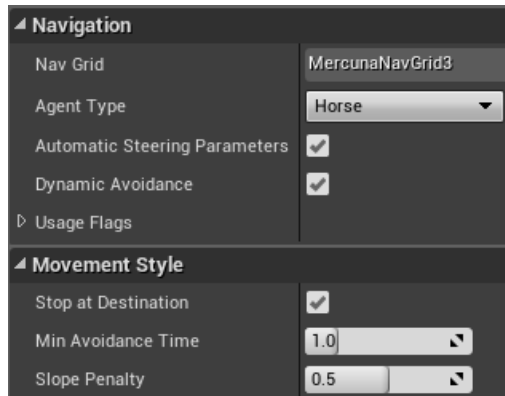 Navigation
Nav Grid MercunaNavGrid3
Agent Type Horse
Automatic Steering Parameters
Dynamic Avoidance
Usage Flags
Movement Style
Stop at Destination
Min Avoidance Time 1.0
Slope Penalty 0.5